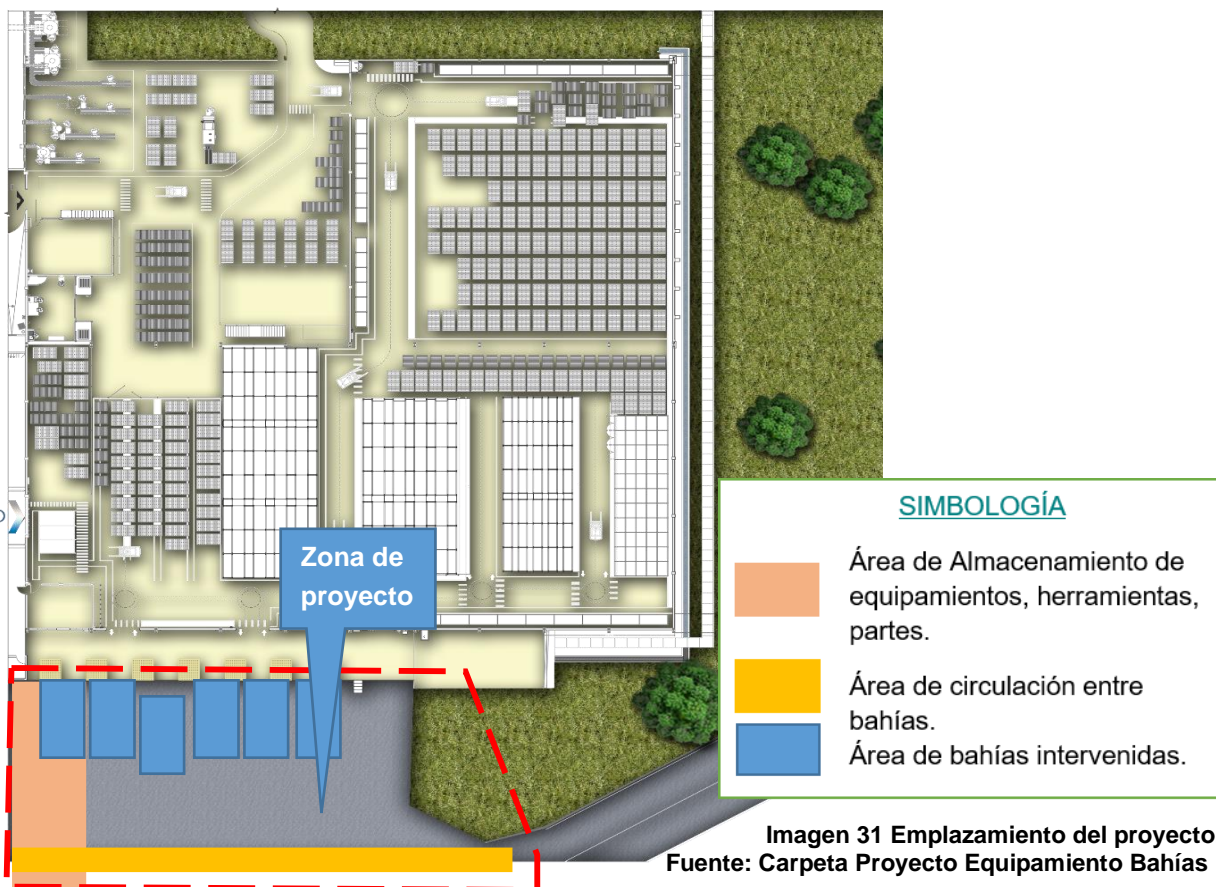 Zona de
proyecto
SIMBOLOGÍA
Área de Almacenamiento de
equipamientos, herramientas,
partes.
Área de circulación entre
bahías.
Área de bahías intervenidas.
Imagen 31 Emplazamiento del proyecto
Fuente: Carpeta Proyecto Equipamiento Bahías